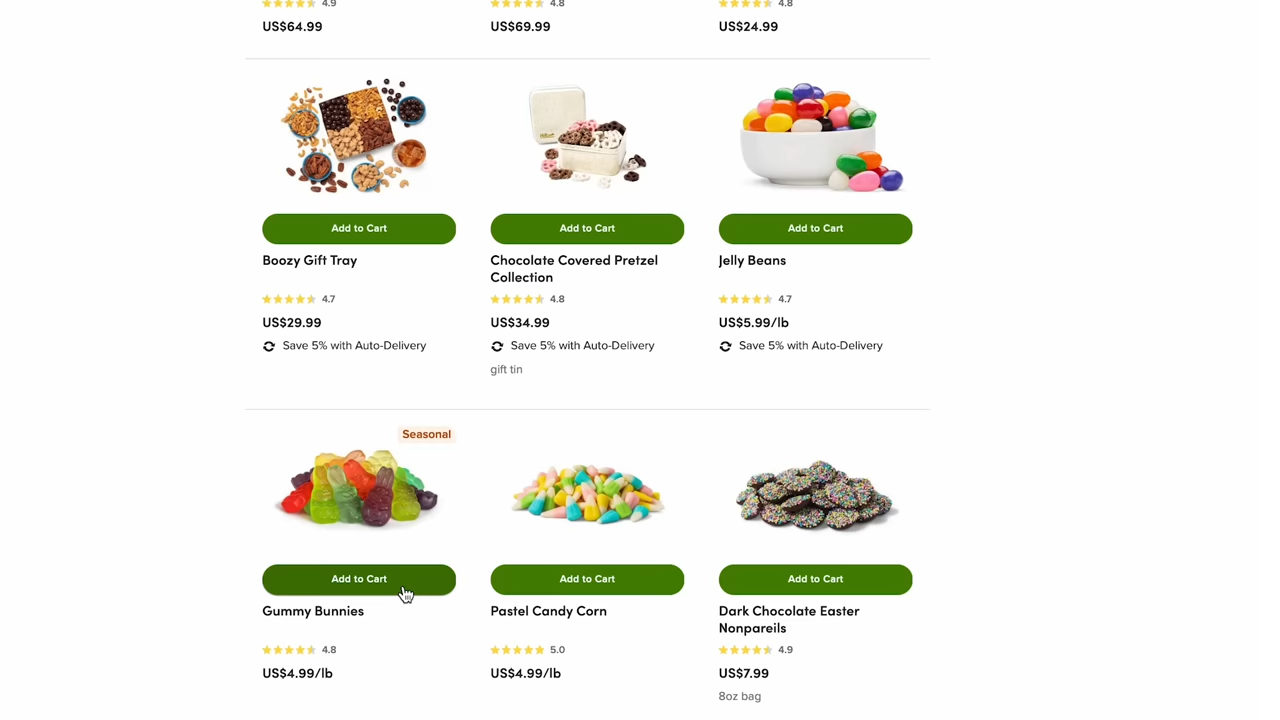 4.9 4.8 4.8
US$64.99 US$69.99 US$24.99
Add to Cart Add to Cart Add to Cart
Boozy Gift Tray
Chocolate Covered Pretzel
Collection
Jelly Beans
4.7 4.8 4.7
US$29.99 US$34.99 US$5.99/lb
Save 5% with Auto-Delivery Save 5% with Auto-Delivery Save 5% with Auto-Delivery
gift tin
Seasonal
Add to Cart Add to Cart Add to Cart
Gummy Bunnies
Pastel Candy Corn
Dark Chocolate Easter
Nonpareils
4.8 5.0 4.9
US$4.99/lb US$4.99/lb US$7.99
8oz bag